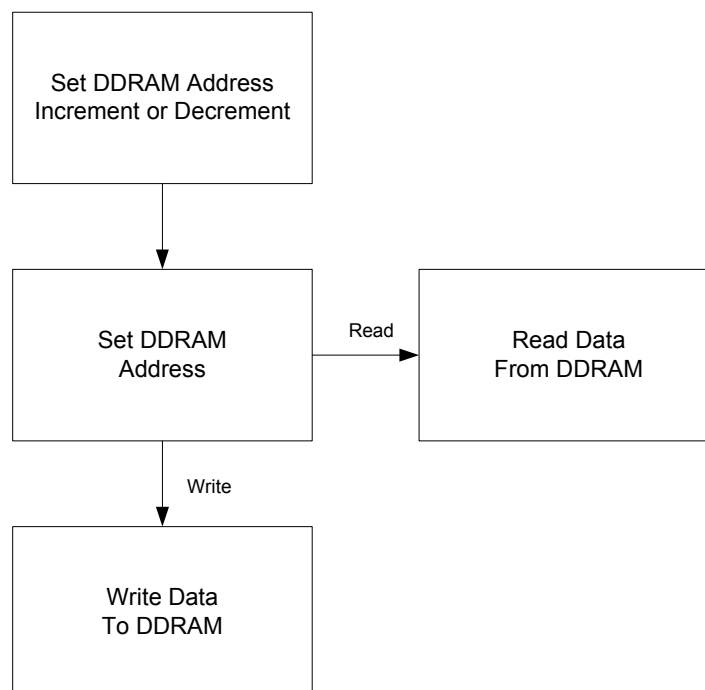 Set DDRAM Address
Increment or Decrement
Set DDRAM
Address
Read
Read Data
From DDRAM
Write
Write Data
To DDRAM